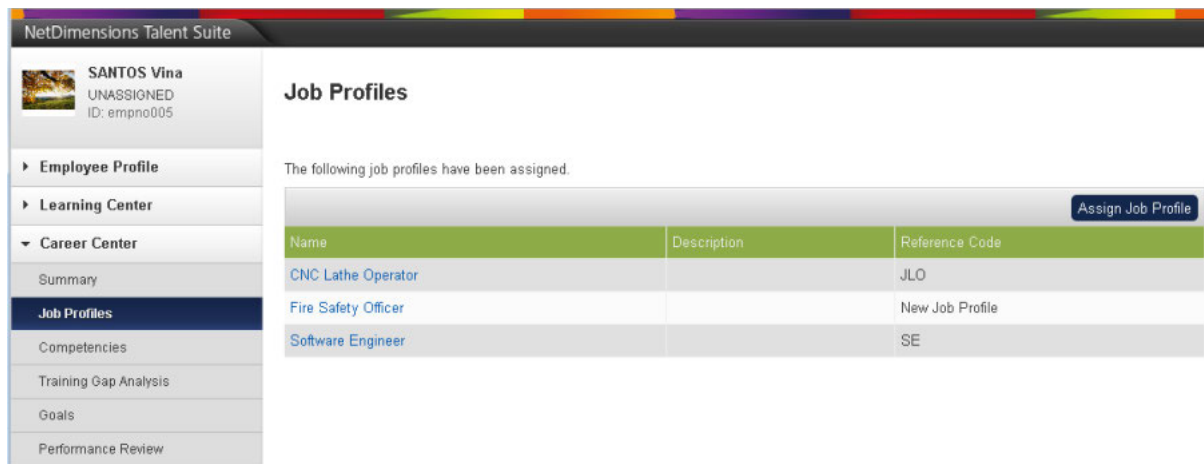 NetDimensions Talent Suite
SANTOS Vina
UNASSIGNED
ID: empno005
Employee Profile
Learning Center
Career Center
Summary
Job Profiles
Competencies
Training Gap Analysis
Goals
Performance Review
Job Profiles
The following job profiles have been assigned.
Assign Job Profile
Name Description Reference Code
CNC Lathe Operator JLO
Fire Safety Officer New Job Profile
Software Engineer SE